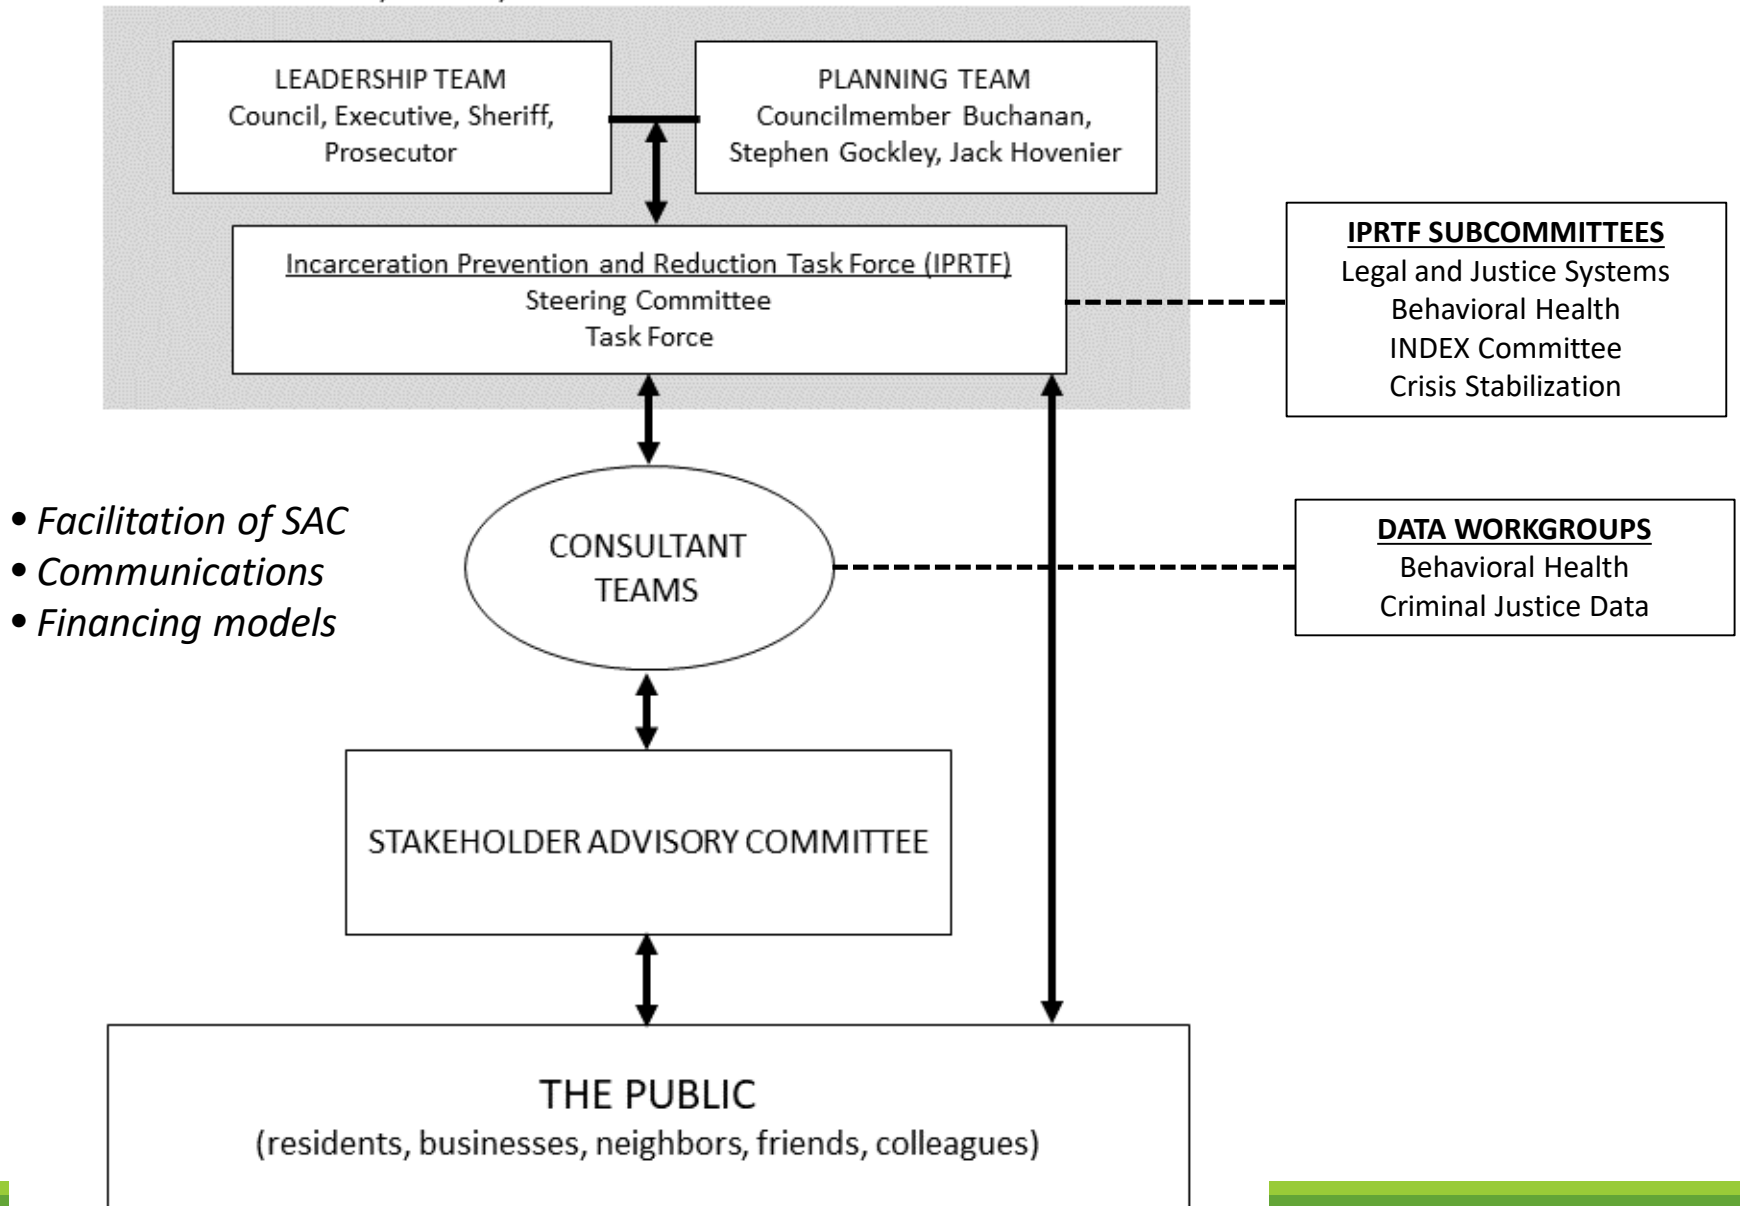 LEADERSHIP TEAM
Council, Executive, Sheriff,
Prosecutor
PLANNING TEAM
Councilmember Buchanan,
Stephen Gockley, Jack Hovenier
Incarceration Prevention and Reduction Task Force (IPRTF)
Steering Committee
Task Force
IPRTF SUBCOMMITTEES
Legal and Justice Systems
Behavioral Health
INDEX Committee
Crisis Stabilization
• Facilitation of SAC
• Communications
• Financing models
CONSULTANT
TEAMS
DATA WORKGROUPS
Behavioral Health
Criminal Justice Data
STAKEHOLDER ADVISORY COMMITTEE
THE PUBLIC
(residents, businesses, neighbors, friends, colleagues)